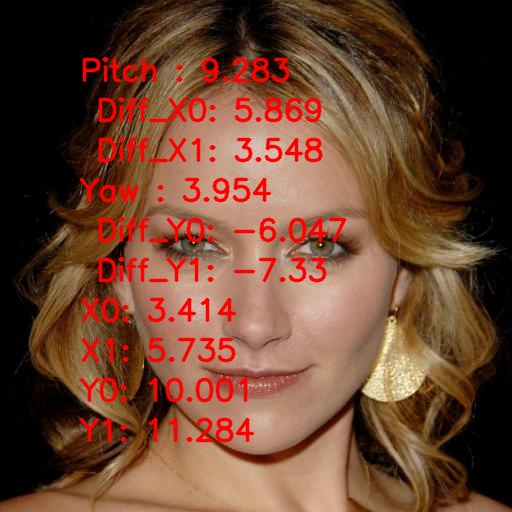 Pitch : 9.283
Diff_X0: 5.869
Diff_X1: 3.548
Yaw : 3.954
Diff_Y0: -6.047
Diff_Y1: -7.33
X0: 3.414
X1: 5.735
Y0: 10.001
Y1: 11.284